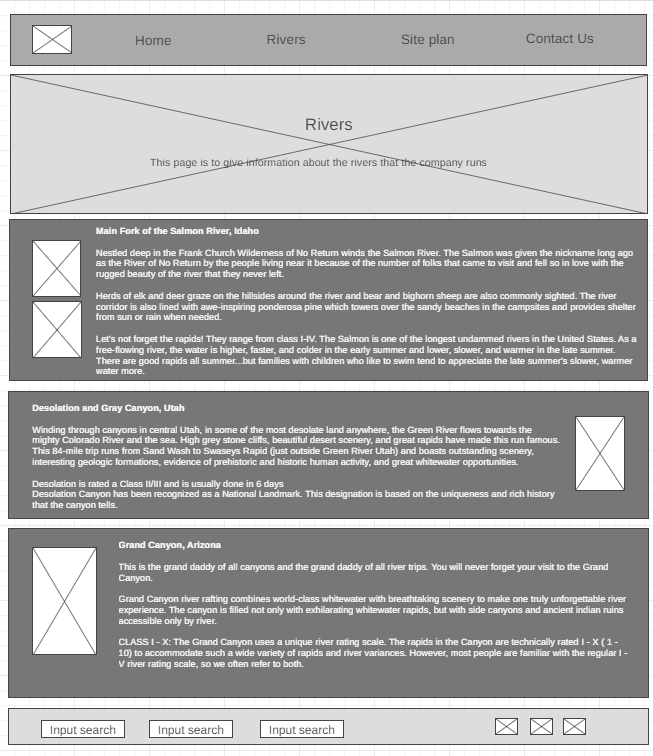 Home Rivers Site plan Contact Us
Rivers
This page is to give information about the rivers that the company runs
Main Fork of the Salmon River, Idaho
Nestled deep in the Frank Church Wilderness of No Return winds the Salmon River. The Salmon was given the nickname long ago
as the River of No Return by the people living near it because of the number of folks that came to visit and fell so in love with the
rugged beauty of the river that they never left.
Herds of elk and deer graze on the hillsides around the river and bear and bighorn sheep are also commonly sighted. The river
corridor is also lined with awe-inspiring ponderosa pine which towers over the sandy beaches in the campsites and provides shelter
from sun or rain when needed.
Let's not forget the rapids! They range from class I-IV. The Salmon is one of the longest undammed rivers in the United States. As a
free-flowing river, the water is higher, faster, and colder in the early summer and lower, slower, and warmer in the late summer.
There are good rapids all summer...but families with children who like to swim tend to appreciate the late summer's slower, warmer
water more.
Desolation and Gray Canyon, Utah
Winding through canyons in central Utah, in some of the most desolate land anywhere, the Green River flows towards the
mighty Colorado River and the sea. High grey stone cliffs, beautiful desert scenery, and great rapids have made this run famous.
This 84-mile trip runs from Sand Wash to Swaseys Rapid (just outside Green River Utah) and boasts outstanding scenery,
interesting geologic formations, evidence of prehistoric and historic human activity, and great whitewater opportunities.
Desolation is rated a Class II/III and is usually done in 6 days
Desolation Canyon has been recognized as a National Landmark. This designation is based on the uniqueness and rich history
that the canyon tells.
Grand Canyon, Arizona
This is the grand daddy of all canyons and the grand daddy of all river trips. You will never forget your visit to the Grand
Canyon.
Grand Canyon river rafting combines world-class whitewater with breathtaking scenery to make one truly unforgettable river
experience. The canyon is filled not only with exhilarating whitewater rapids, but with side canyons and ancient indian ruins
accessible only by river.
CLASS I - X: The Grand Canyon uses a unique river rating scale. The rapids in the Canyon are technically rated I - X ( 1 -
10) to accommodate such a wide variety of rapids and river variances. However, most people are familiar with the regular I -
V river rating scale, so we often refer to both.
Input search Input search Input search